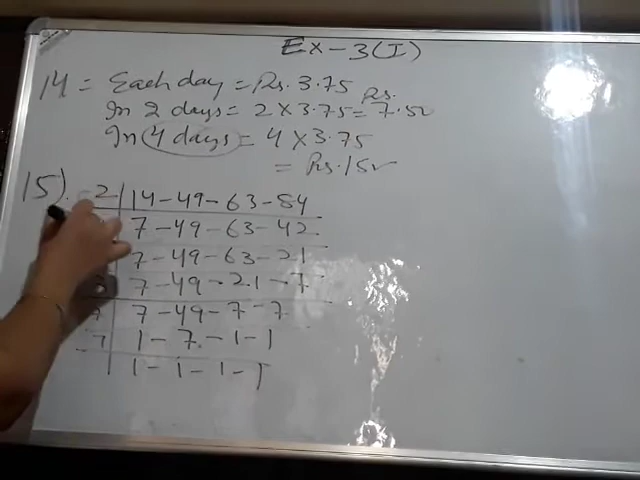 Ex-3(I)
14 = Each day = Rs. 3.75
In 2 days = 2 × 3.75 = Rs. 7.50
In 4 days = 4 × 3.75
= Rs. 15
15). 2 | 14 - 49 - 63 - 84
7 - 49 - 63 - 42
7 - 49 - 63 - 21
7 - 49 - 21 - 7
7 | 7 - 49 - 7 - 7
7 | 1 - 7 - 1 - 1
1 - 1 - 1 - 1